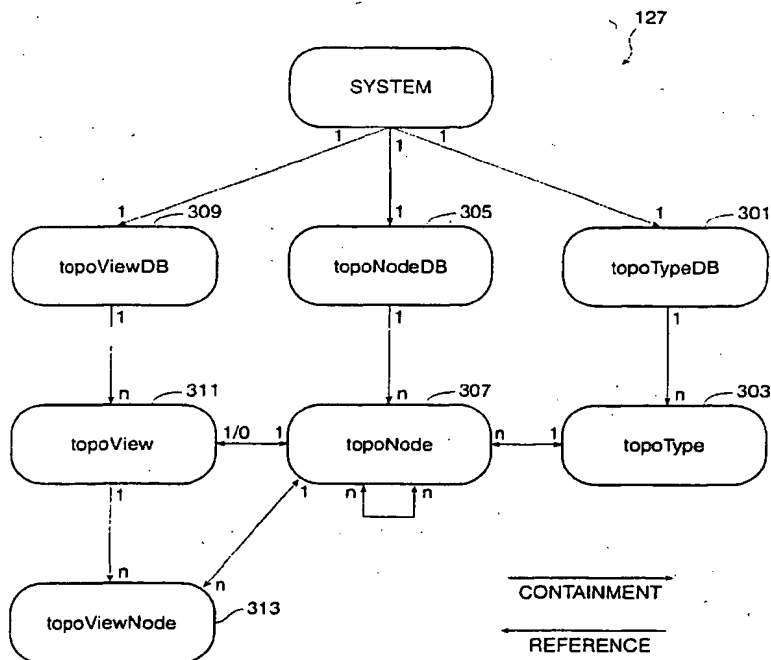 127
SYSTEM
1 1 1
1 309 1 305 1 301
topoViewDB topoNodeDB topoTypeDB
1 1 1
n 311 n 307 n 303
topoView 1/0 1 topoNode n 1 topoType
1 1 n n
n n
topoViewNode 313
CONTAINMENT
REFERENCE